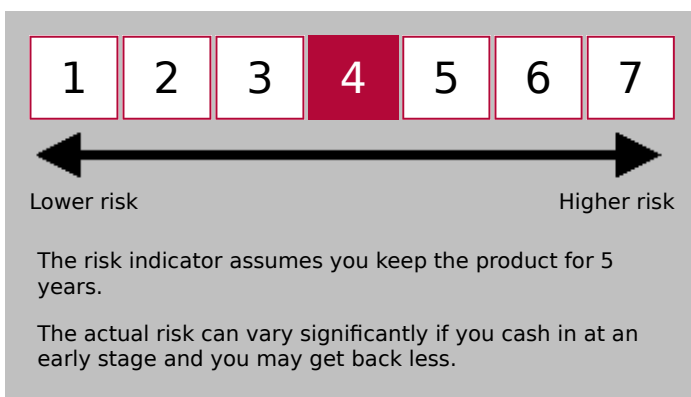 1 2 3 4 5 6 7
Lower risk Higher risk
The risk indicator assumes you keep the product for 5
years.
The actual risk can vary significantly if you cash in at an
early stage and you may get back less.